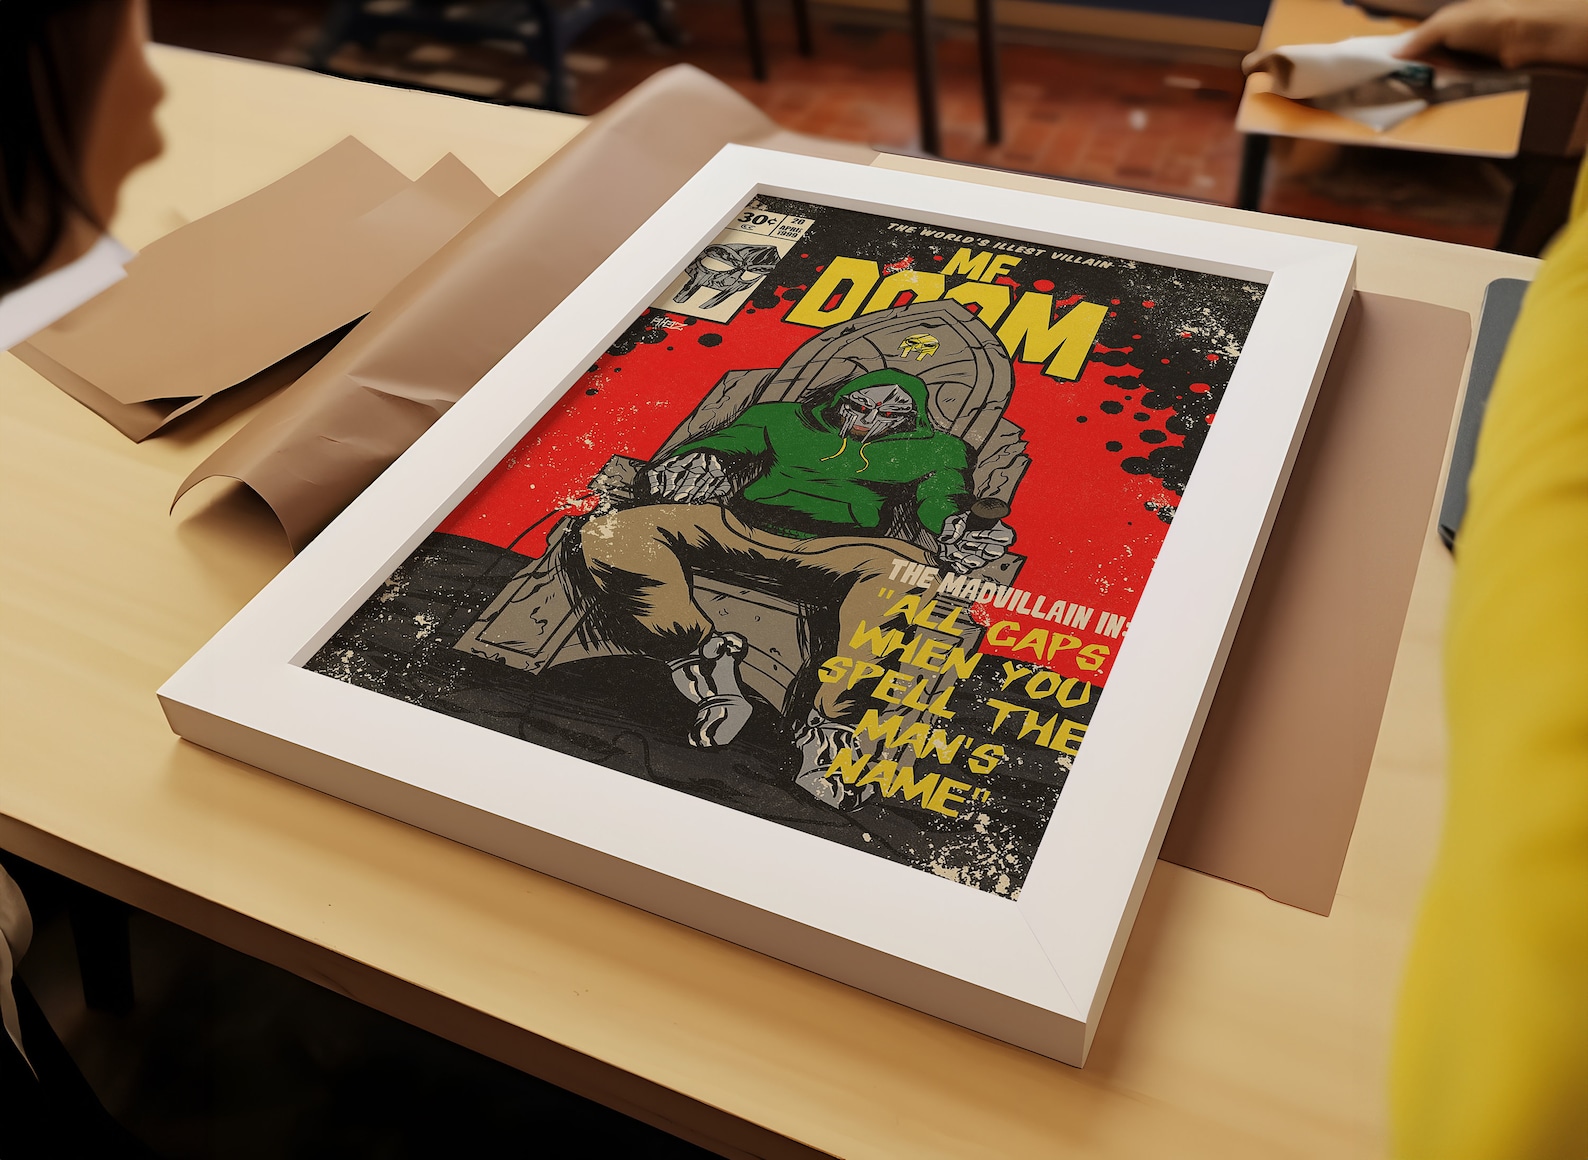 30¢
20
APRIL
1999
THE WORLD'S ILLEST VILLAIN
MF
DOOM
THE MADVILLAIN IN:
"ALL CAPS
WHEN YOU
SPELL THE
MAN'S
NAME"